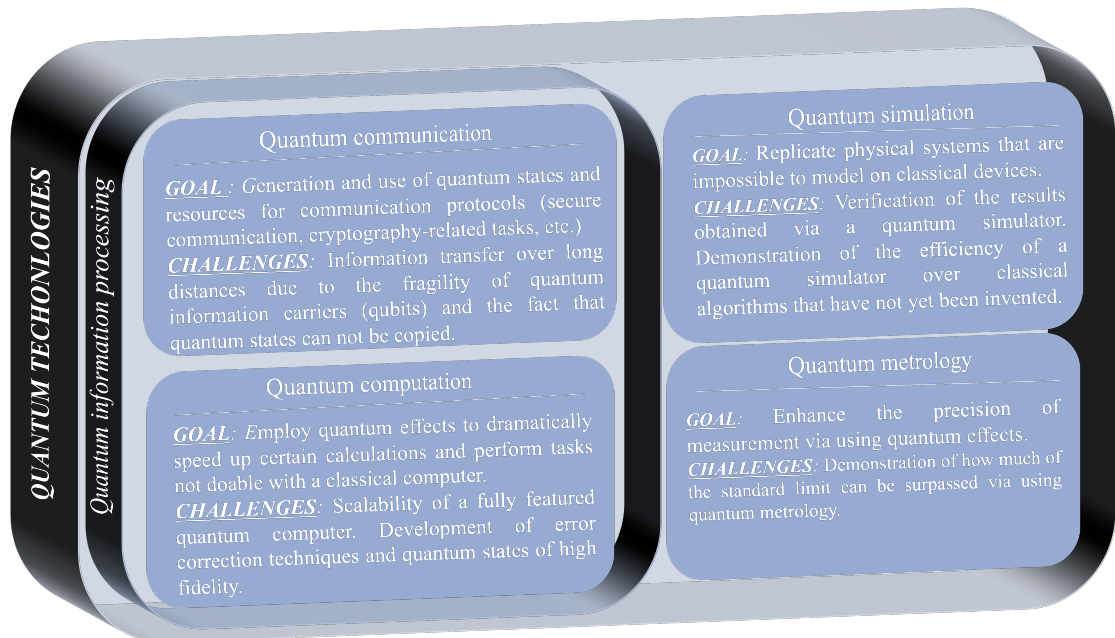 QUANTUM TECHONLOGIES
Quantum information processing
Quantum communication
GOAL : Generation and use of quantum states and
resources for communication protocols (secure
communication, cryptography-related tasks, etc.)
CHALLENGES: Information transfer over long
distances due to the fragility of quantum
information carriers (qubits) and the fact that
quantum states can not be copied.
Quantum computation
GOAL: Employ quantum effects to dramatically
speed up certain calculations and perform tasks
not doable with a classical computer.
CHALLENGES: Scalability of a fully featured
quantum computer. Development of error
correction techniques and quantum states of high
fidelity.
Quantum simulation
GOAL: Replicate physical systems that are
impossible to model on classical devices.
CHALLENGES: Verification of the results
obtained via a quantum simulator.
Demonstration of the efficiency of a
quantum simulator over classical
algorithms that have not yet been invented.
Quantum metrology
GOAL: Enhance the precision of
measurement via using quantum effects.
CHALLENGES: Demonstration of how much of
the standard limit can be surpassed via using
quantum metrology.